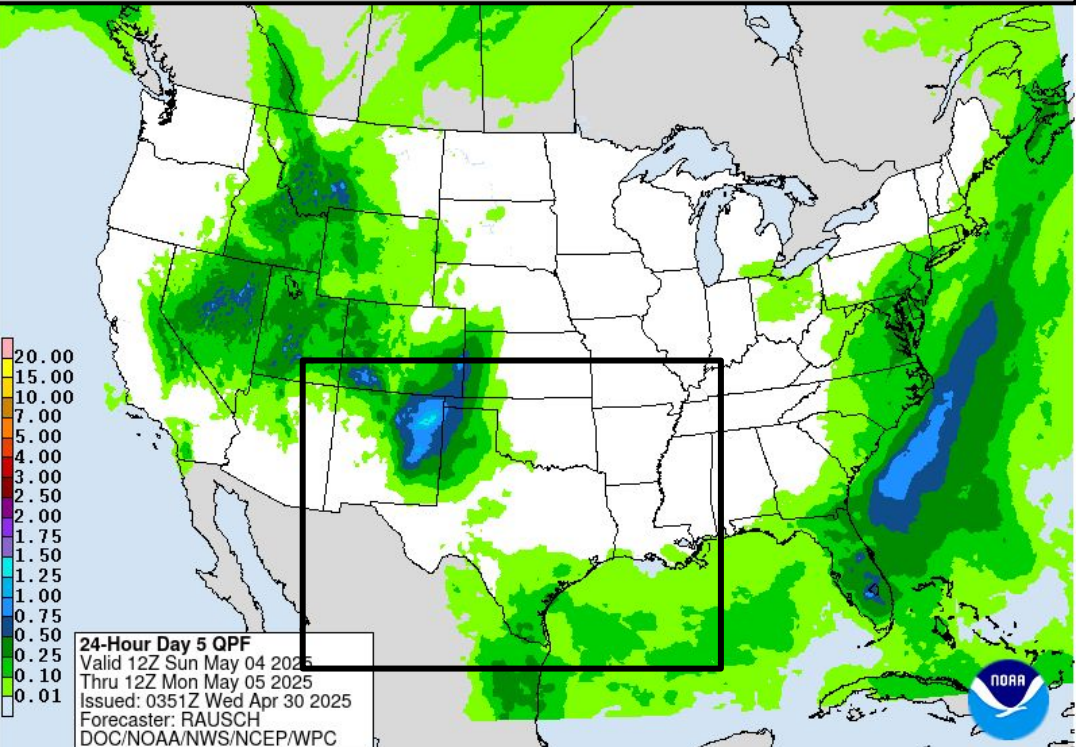 20.00
15.00
10.00
7.00
5.00
4.00
3.00
2.50
2.00
1.75
1.50
1.25
1.00
0.75
0.50
0.25
0.10
0.01
24-Hour Day 5 QPF
Valid 12Z Sun May 04 2025
Thru 12Z Mon May 05 2025
Issued: 0351Z Wed Apr 30 2025
Forecaster: RAUSCH
DOC/NOAA/NWS/NCEP/WPC
NOAA